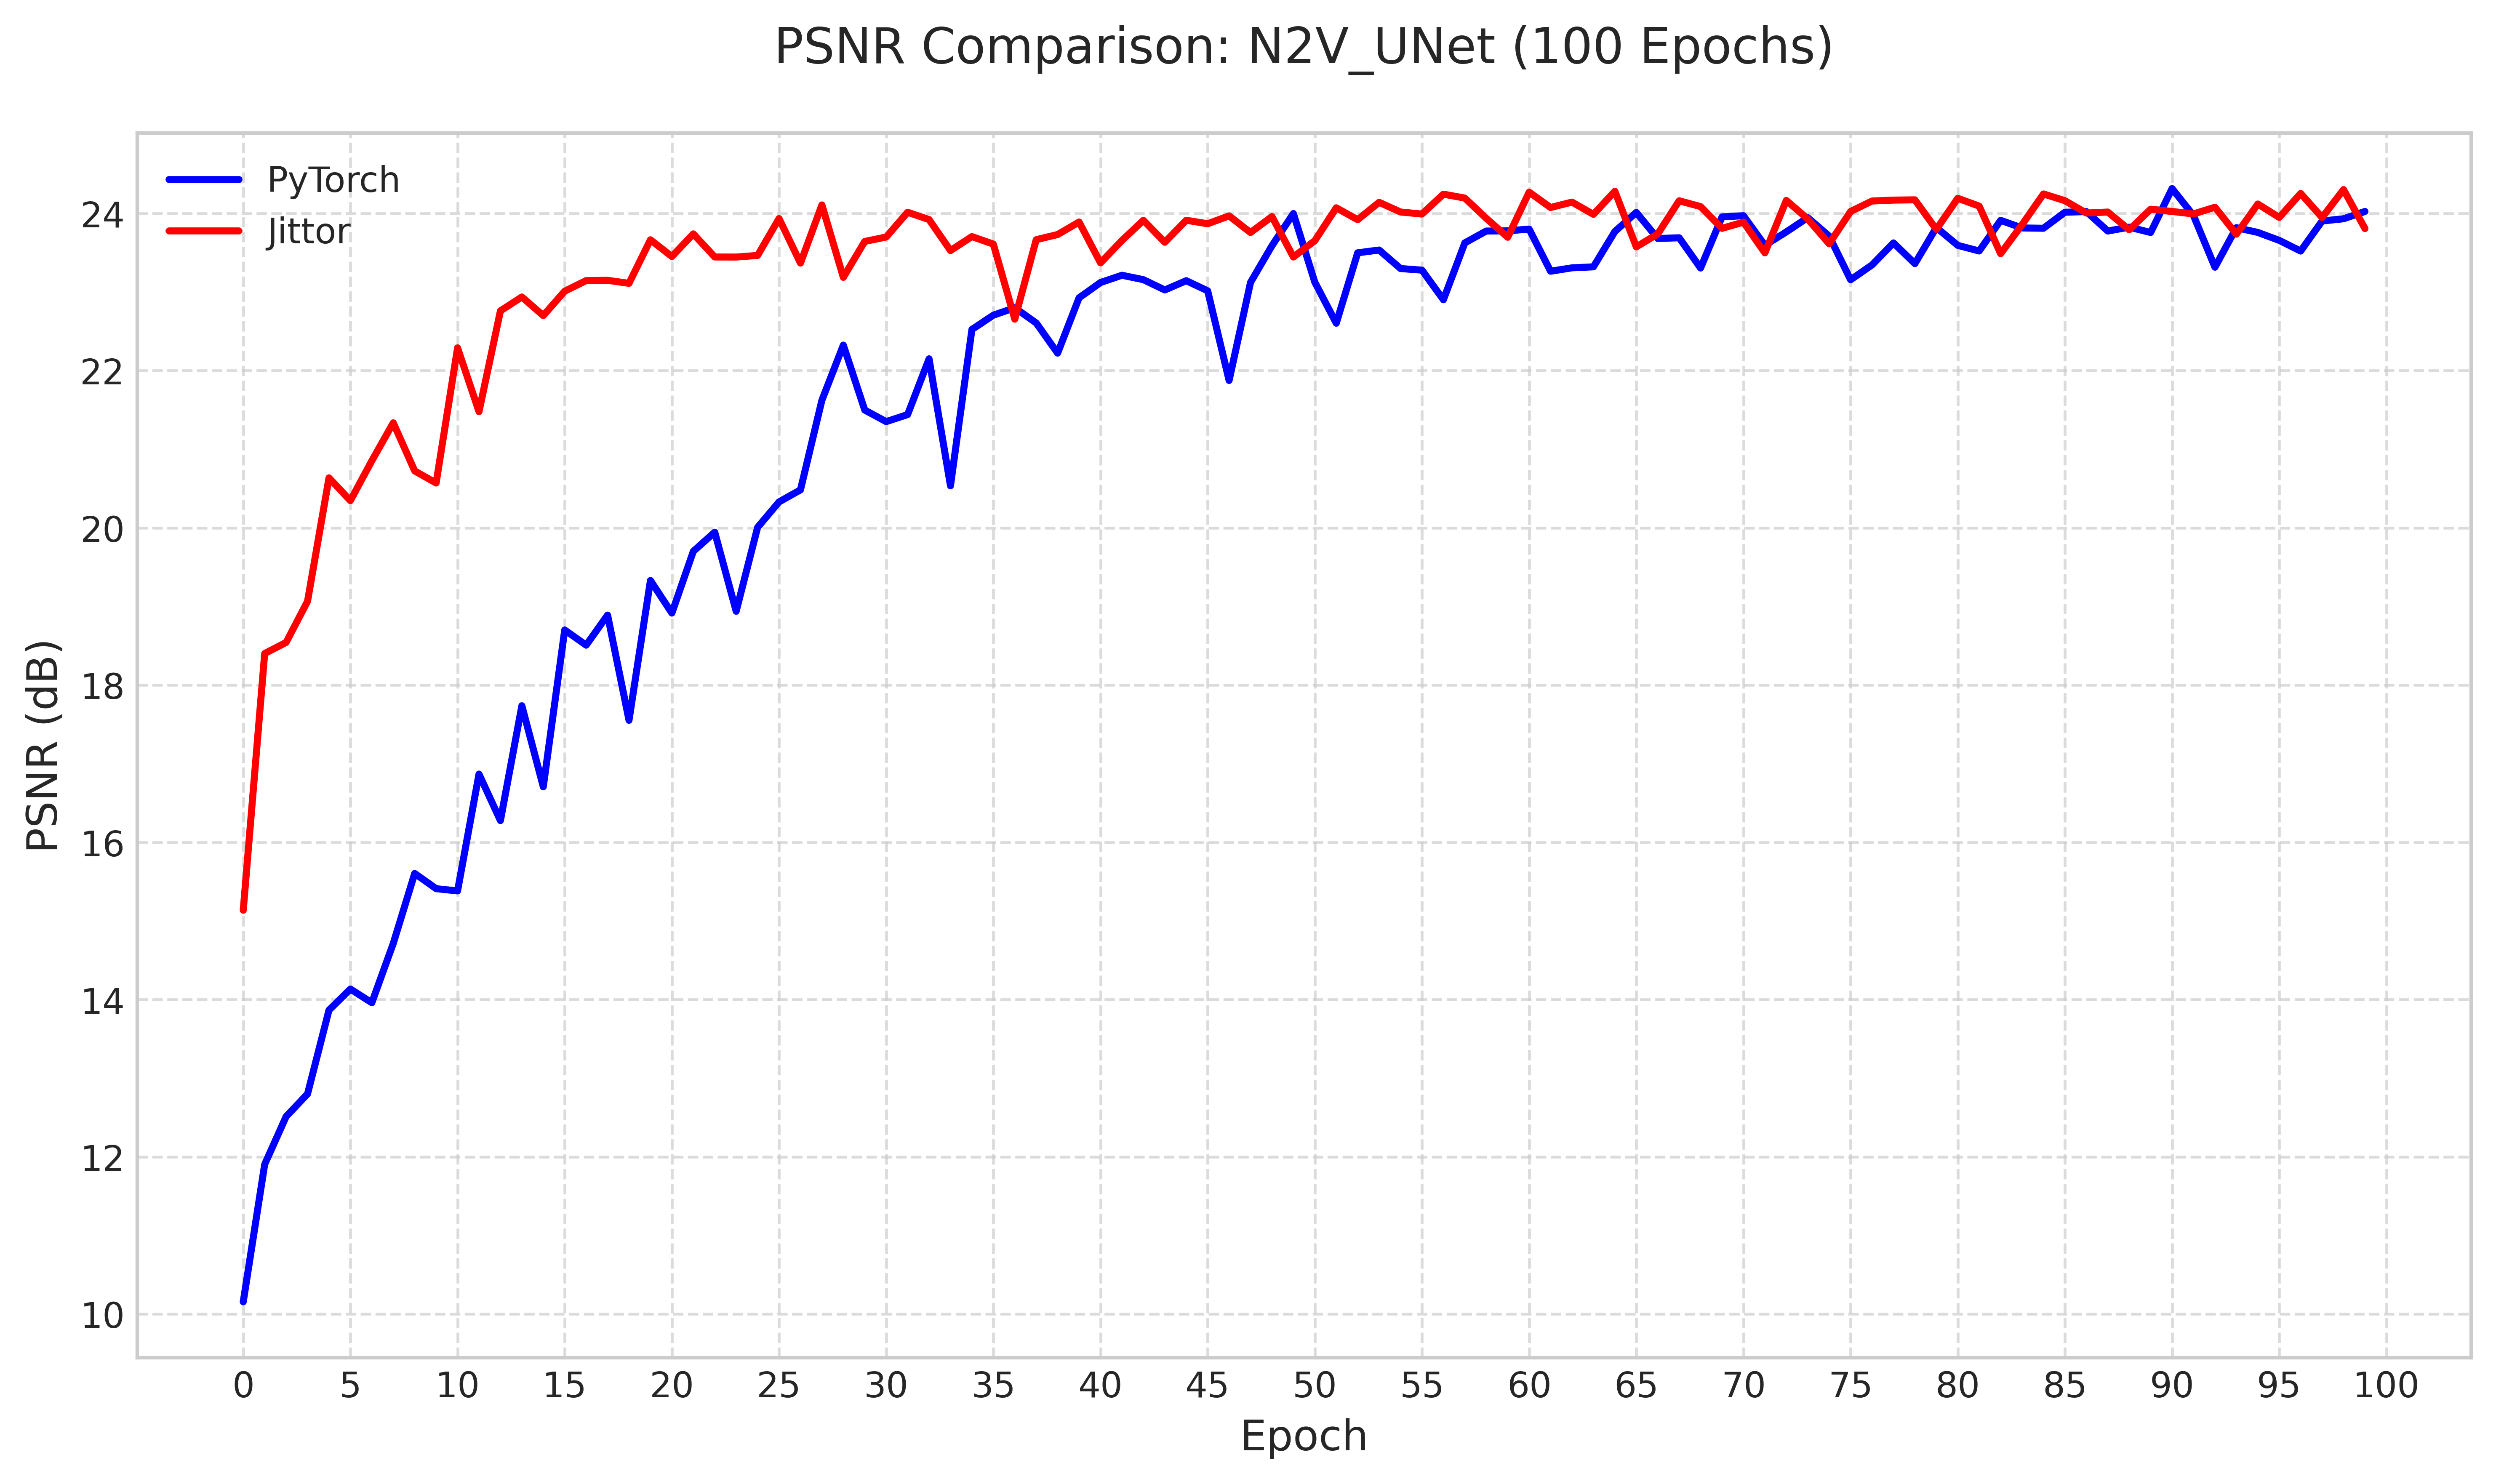 PSNR Comparison: N2V_UNet (100 Epochs)
PyTorch
Jittor
24
22
20
18
16
14
12
10
PSNR (dB)
0 5 10 15 20 25 30 35 40 45 50 55 60 65 70 75 80 85 90 95 100
Epoch